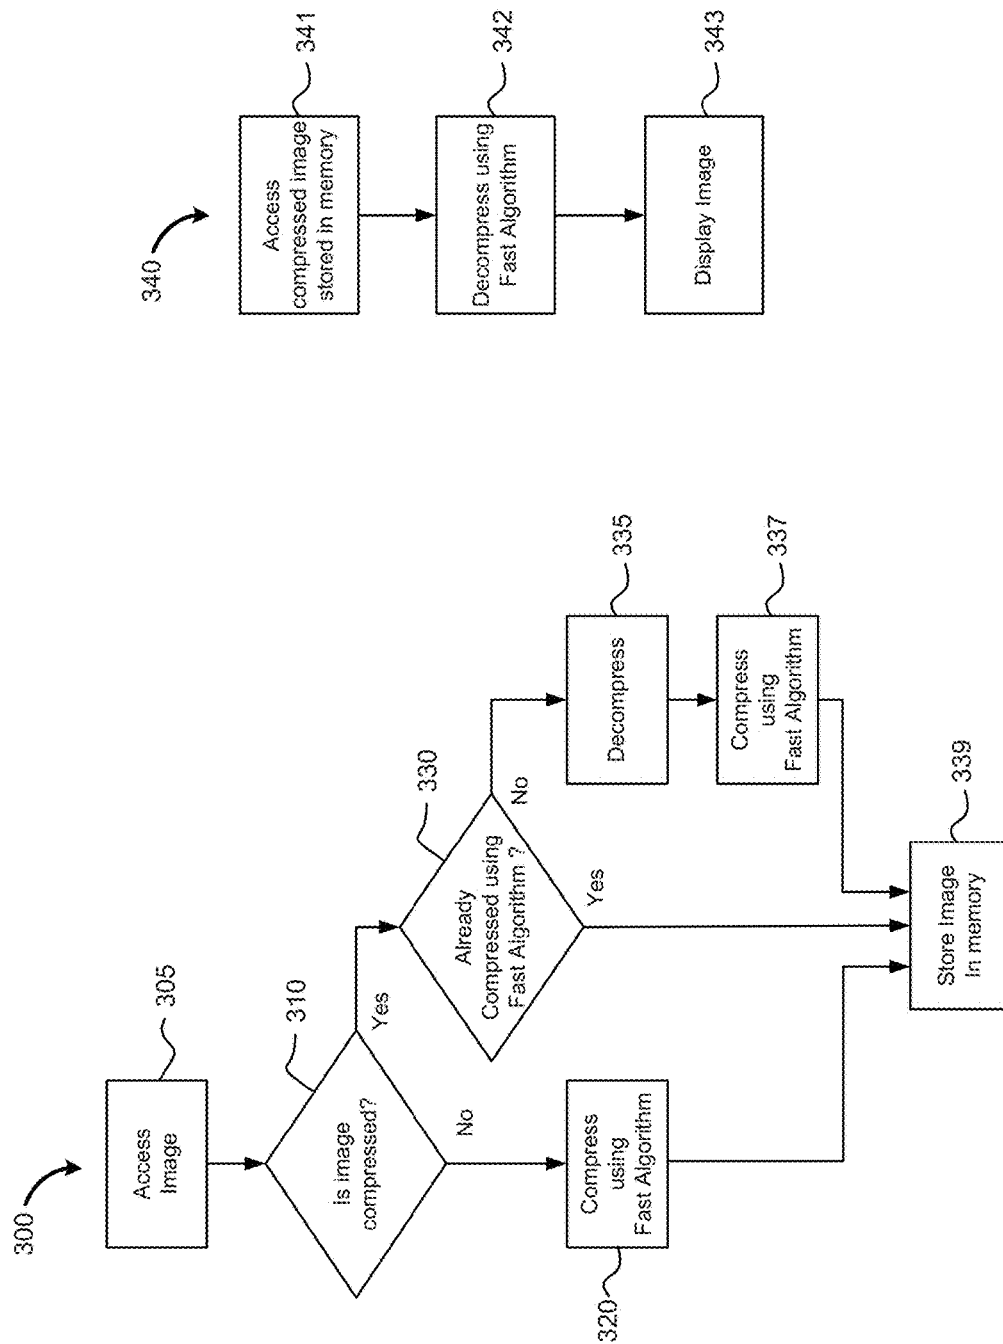 300
305
Access
Image
310
Is image
compressed?
Yes
No
330
Already
Compressed using
Fast Algorithm ?
No
Yes
320
Compress
using
Fast Algorithm
335
Decompress
337
Compress
using
Fast Algorithm
339
Store Image
In memory
340
341
Access
compressed image
stored in memory
342
Decompress using
Fast Algorithm
343
Display Image